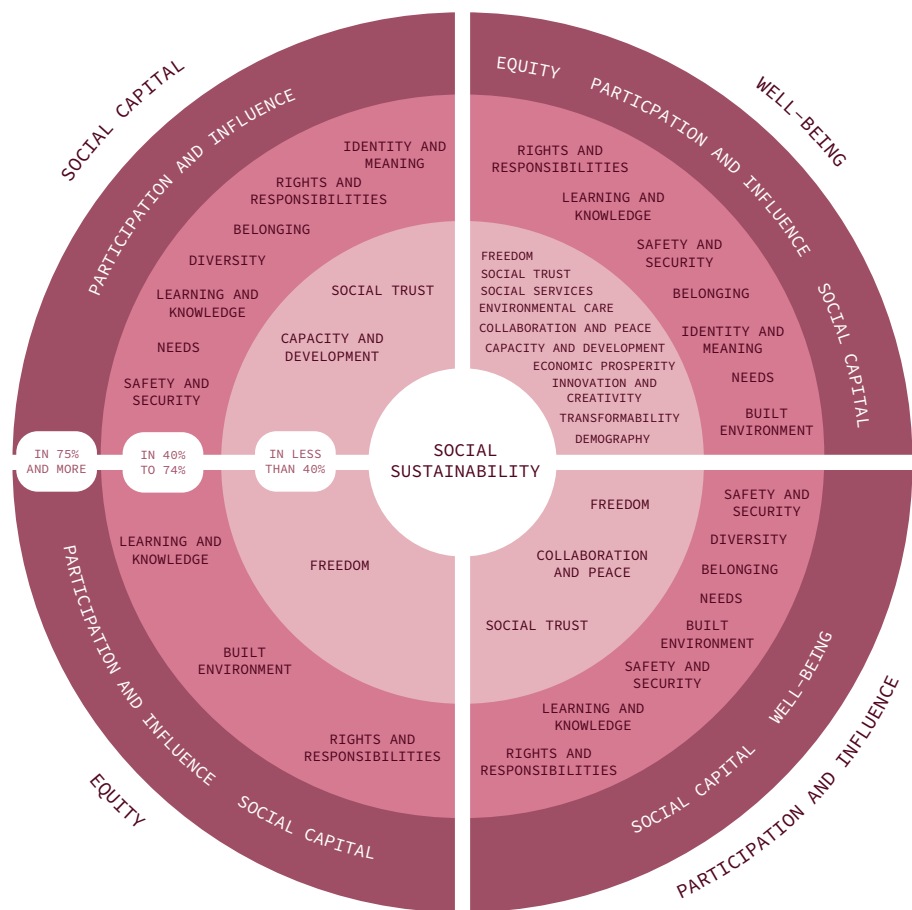 SOCIAL CAPITAL
PARTICIPATION AND INFLUENCE
IDENTITY AND
MEANING
RIGHTS AND
RESPONSIBILITIES
BELONGING
DIVERSITY
LEARNING AND
KNOWLEDGE
NEEDS
SAFETY AND
SECURITY
SOCIAL TRUST
CAPACITY AND
DEVELOPMENT
WELL-BEING
EQUITY
PARTICPATION AND INFLUENCE
SOCIAL CAPITAL
RIGHTS AND
RESPONSIBILITIES
LEARNING AND
KNOWLEDGE
SAFETY AND
SECURITY
BELONGING
IDENTITY AND
MEANING
NEEDS
BUILT
ENVIRONMENT
FREEDOM
SOCIAL TRUST
SOCIAL SERVICES
ENVIRONMENTAL CARE
COLLABORATION AND PEACE
CAPACITY AND DEVELOPMENT
ECONOMIC PROSPERITY
INNOVATION AND
CREATIVITY
TRANSFORMABILITY
DEMOGRAPHY
IN 75%
AND MORE
IN 40%
TO 74%
IN LESS
THAN 40%
SOCIAL
SUSTAINABILITY
EQUITY
PARTICIPATION AND INFLUENCE
SOCIAL CAPITAL
LEARNING AND
KNOWLEDGE
BUILT
ENVIRONMENT
RIGHTS AND
RESPONSIBILITIES
FREEDOM
FREEDOM
COLLABORATION
AND PEACE
SOCIAL TRUST
SAFETY AND
SECURITY
DIVERSITY
BELONGING
NEEDS
BUILT
ENVIRONMENT
SAFETY AND
SECURITY
LEARNING AND
KNOWLEDGE
RIGHTS AND
RESPONSIBILITIES
SOCIAL CAPITAL
WELL-BEING
PARTICIPATION AND INFLUENCE